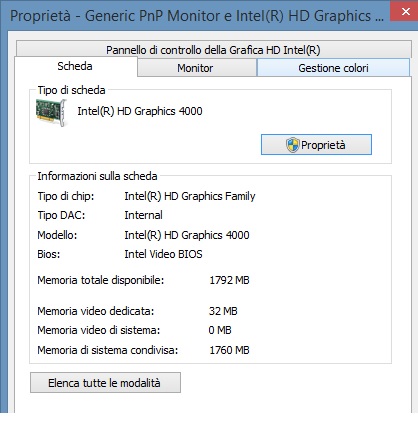 Proprietà - Generic PnP Monitor e Intel(R) HD Graphics ...
Pannello di controllo della Grafica HD Intel(R)
Scheda Monitor Gestione colori
Tipo di scheda
Intel(R) HD Graphics 4000
Proprietà
Informazioni sulla scheda
Tipo di chip: Intel(R) HD Graphics Family
Tipo DAC: Internal
Modello: Intel(R) HD Graphics 4000
Bios: Intel Video BIOS
Memoria totale disponibile: 1792 MB
Memoria video dedicata: 32 MB
Memoria video di sistema: 0 MB
Memoria di sistema condivisa: 1760 MB
Elenca tutte le modalità